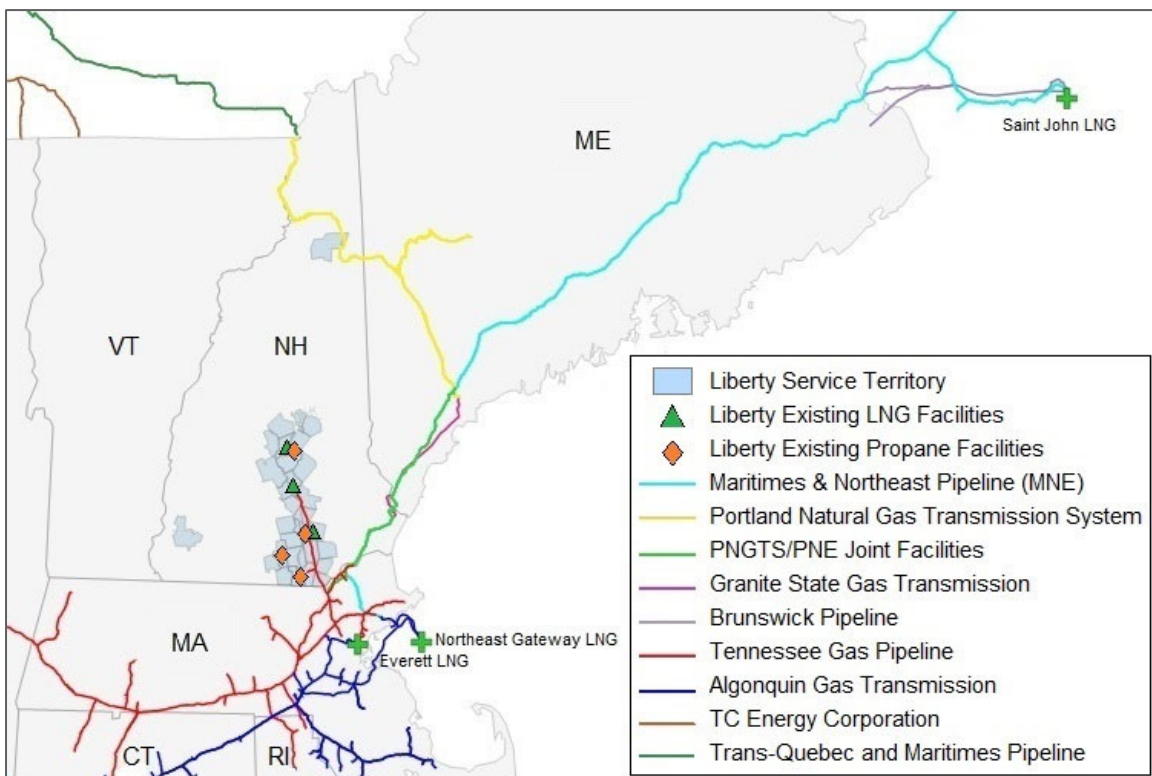 Saint John LNG
ME
VT
NH
MA
Northeast Gateway LNG
Everett LNG
CT
RI
Liberty Service Territory
Liberty Existing LNG Facilities
Liberty Existing Propane Facilities
Maritimes & Northeast Pipeline (MNE)
Portland Natural Gas Transmission System
PNGTS/PNE Joint Facilities
Granite State Gas Transmission
Brunswick Pipeline
Tennessee Gas Pipeline
Algonquin Gas Transmission
TC Energy Corporation
Trans-Quebec and Maritimes Pipeline